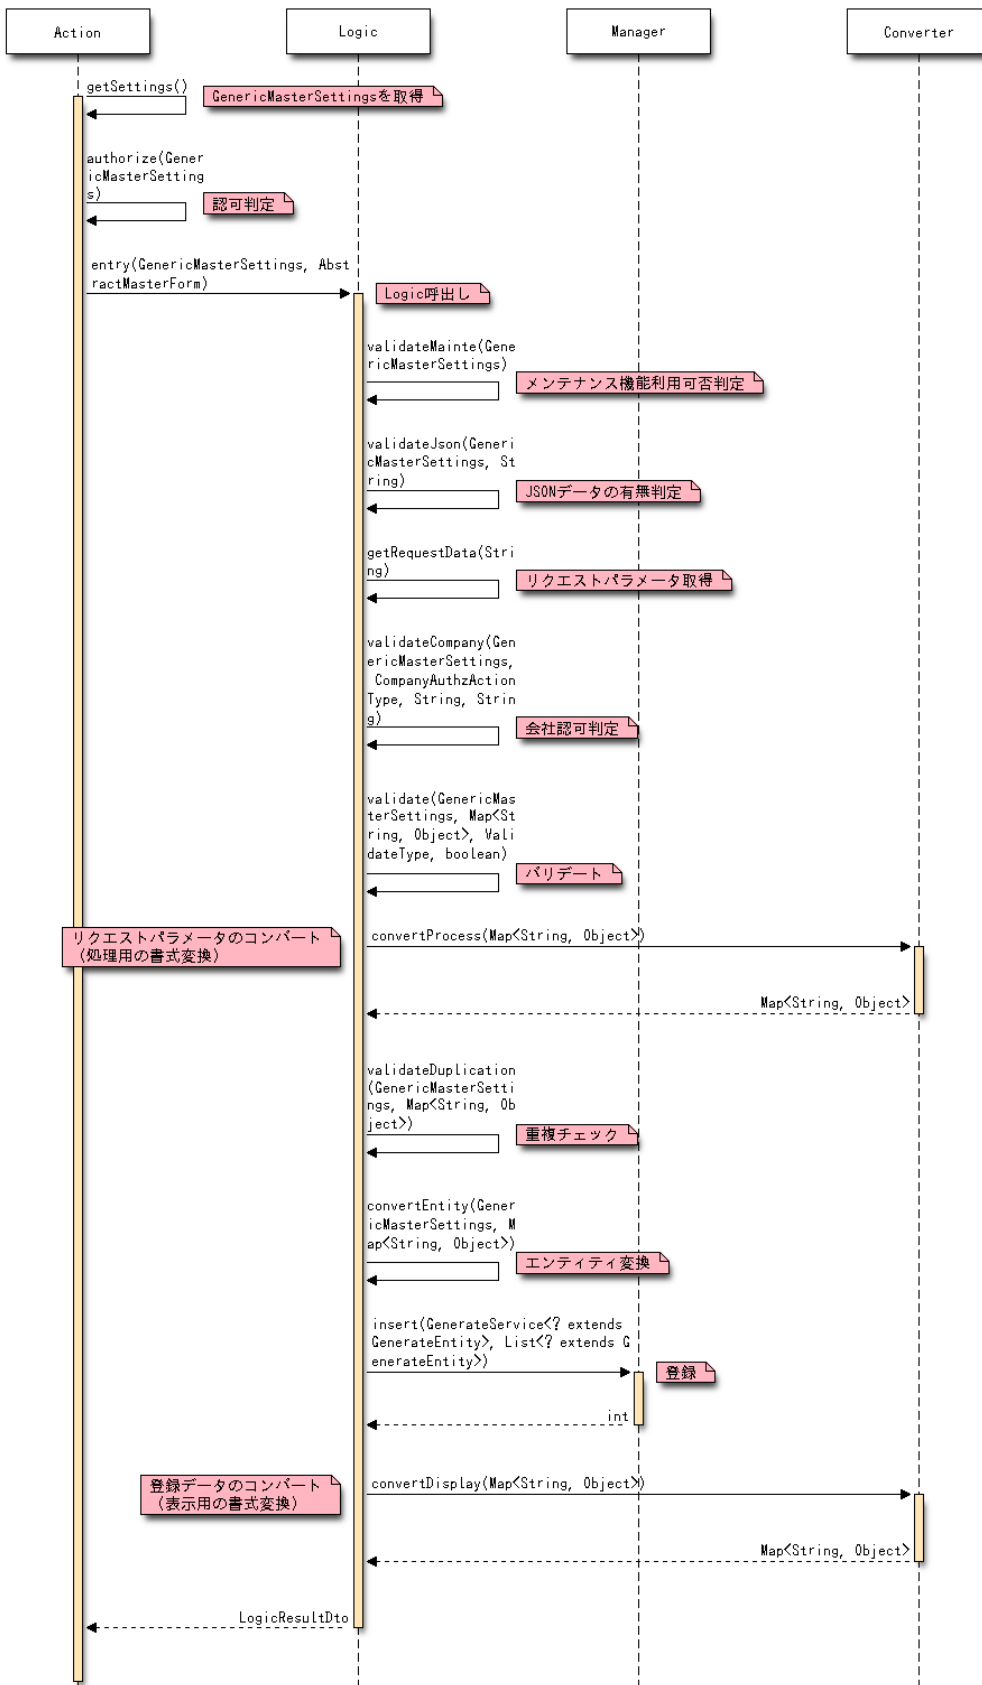 Action
Logic
Manager
Converter
getSettings()
GenericMasterSettingsを取得
authorize(Gener
icMasterSetting
s)
認可判定
entry(GenericMasterSettings, Abst
ractMasterForm)
Logic呼出し
validateMainte(Gene
ricMasterSettings)
メンテナンス機能利用可否判定
validateJson(Generi
cMasterSettings, St
ring)
JSONデータの有無判定
getRequestData(Stri
ng)
リクエストパラメータ取得
validateCompany(Gen
ericMasterSettings,
CompanyAuthzAction
Type, String, Strin
g)
会社認可判定
validate(GenericMas
terSettings, Map<St
ring, Object>, Vali
dateType, boolean)
バリデート
リクエストパラメータのコンバート
（処理用の書式変換）
convertProcess(Map<String, Object>)
Map<String, Object>
validateDuplication
(GenericMasterSetti
ngs, Map<String, Ob
ject>)
重複チェック
convertEntity(Gener
icMasterSettings, M
ap<String, Object>)
エンティティ変換
insert(GenerateService<? extends
GenerateEntity>, List<? extends G
enerateEntity>)
登録
int
登録データのコンバート
（表示用の書式変換）
convertDisplay(Map<String, Object>)
Map<String, Object>
LogicResultDto